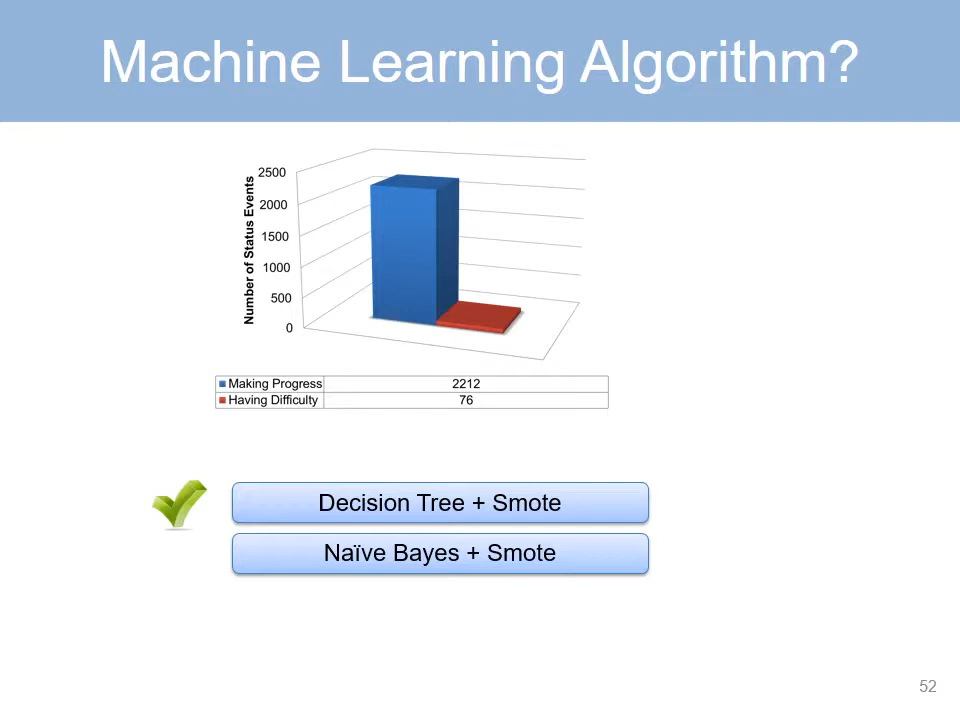 Machine Learning Algorithm?
Number of Status Events
2500
2000
1500
1000
500
0
Making Progress 2212
Having Difficulty 76
Decision Tree + Smote
Naïve Bayes + Smote
52